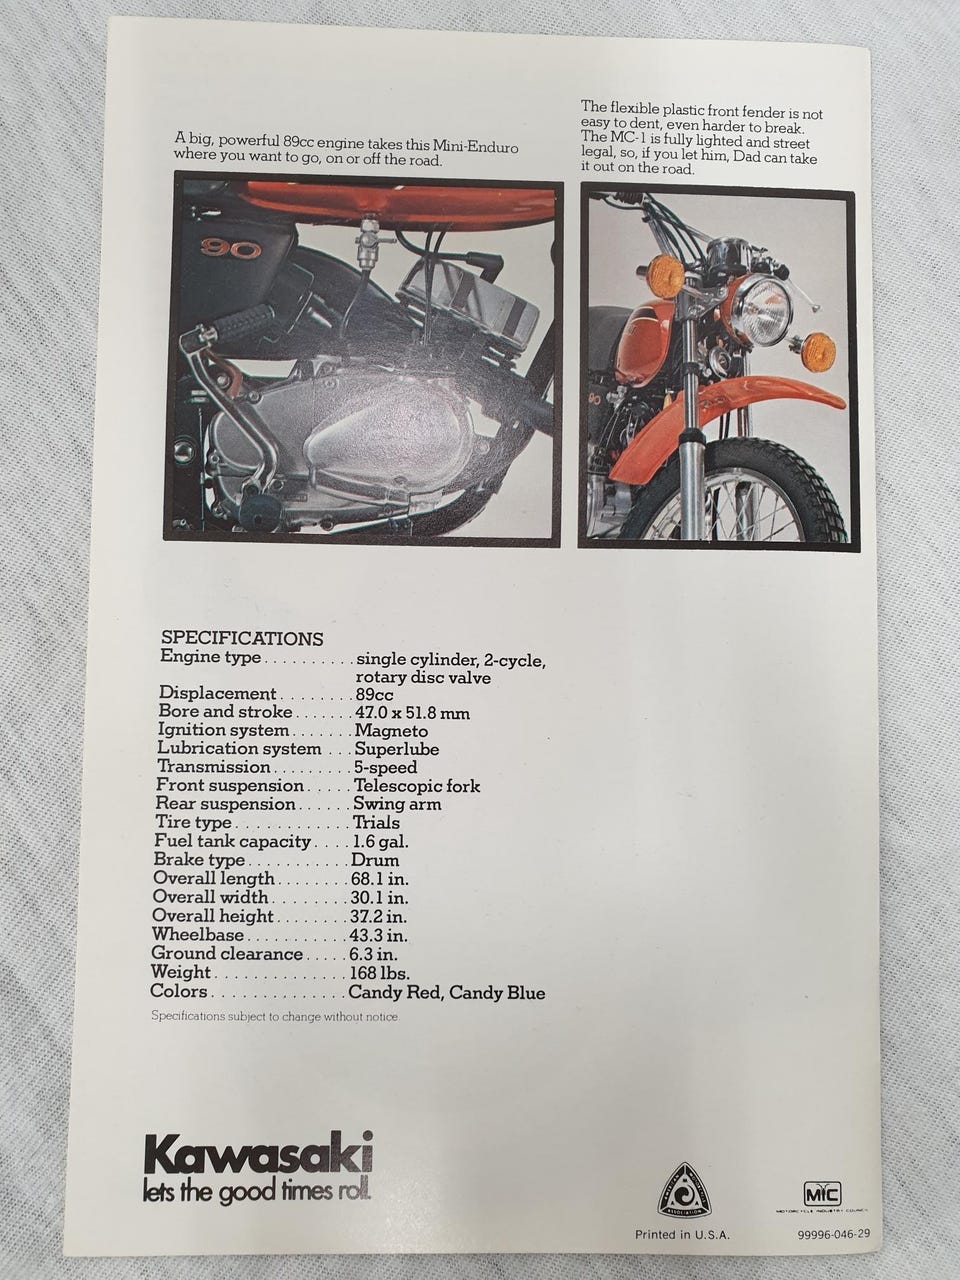 A big, powerful 89cc engine takes this Mini-Enduro
where you want to go, on or off the road.
The flexible plastic front fender is not
easy to dent, even harder to break.
The MC-1 is fully lighted and street
legal, so, if you let him, Dad can take
it out on the road.
90
90
SPECIFICATIONS
Engine type . . . . . . . . . . single cylinder, 2-cycle,
rotary disc valve
Displacement . . . . . . . . 89cc
Bore and stroke . . . . . . . 47.0 x 51.8 mm
Ignition system . . . . . . . Magneto
Lubrication system . . . Superlube
Transmission . . . . . . . . . 5-speed
Front suspension . . . . . Telescopic fork
Rear suspension . . . . . . Swing arm
Tire type . . . . . . . . . . . . Trials
Fuel tank capacity . . . . 1.6 gal.
Brake type . . . . . . . . . . . Drum
Overall length . . . . . . . . 68.1 in.
Overall width . . . . . . . . 30.1 in.
Overall height . . . . . . . . 37.2 in.
Wheelbase . . . . . . . . . . . 43.3 in.
Ground clearance . . . . . 6.3 in.
Weight . . . . . . . . . . . . . . 168 lbs.
Colors . . . . . . . . . . . . . . Candy Red, Candy Blue
Specifications subject to change without notice.
Kawasaki
lets the good times roll.
AMERICAN MOTORCYCLE
ASSOCIATION
MIC
MOTORCYCLE INDUSTRY COUNCIL
Printed in U.S.A.
99996-046-29